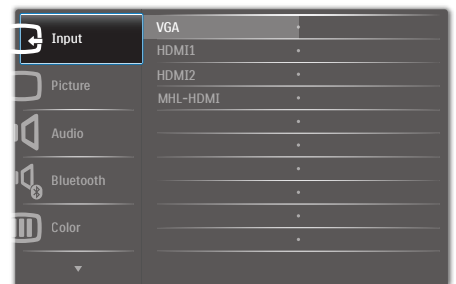 Input
Picture
Audio
Bluetooth
Color
VGA
HDMI1
HDMI2
MHL-HDMI